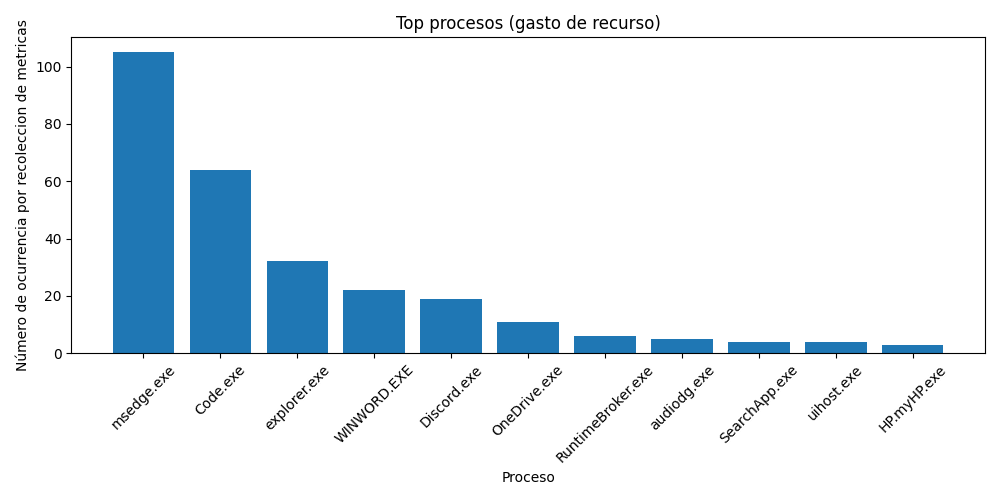 Top procesos (gasto de recurso)
Número de ocurrencia por recoleccion de metricas
100
80
60
40
20
0
msedge.exe
Code.exe
explorer.exe
WINWORD.EXE
Discord.exe
OneDrive.exe
RuntimeBroker.exe
audiodg.exe
SearchApp.exe
uihost.exe
HP.myHP.exe
Proceso